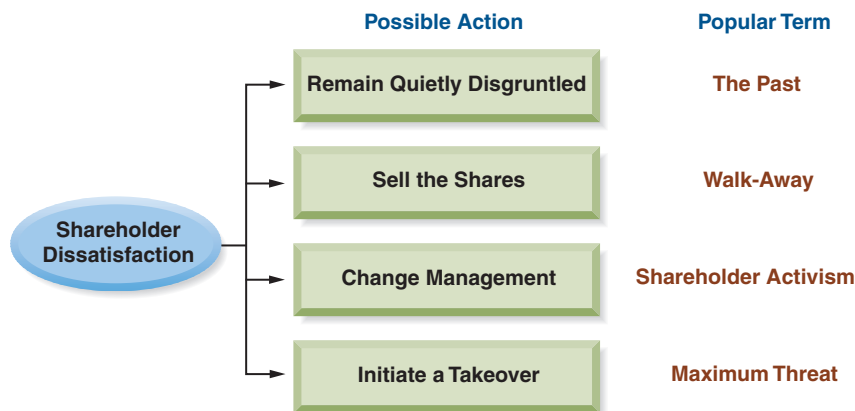 Possible Action
Popular Term
Remain Quietly Disgruntled
The Past
Sell the Shares
Walk-Away
Shareholder
Dissatisfaction
Change Management
Shareholder Activism
Initiate a Takeover
Maximum Threat